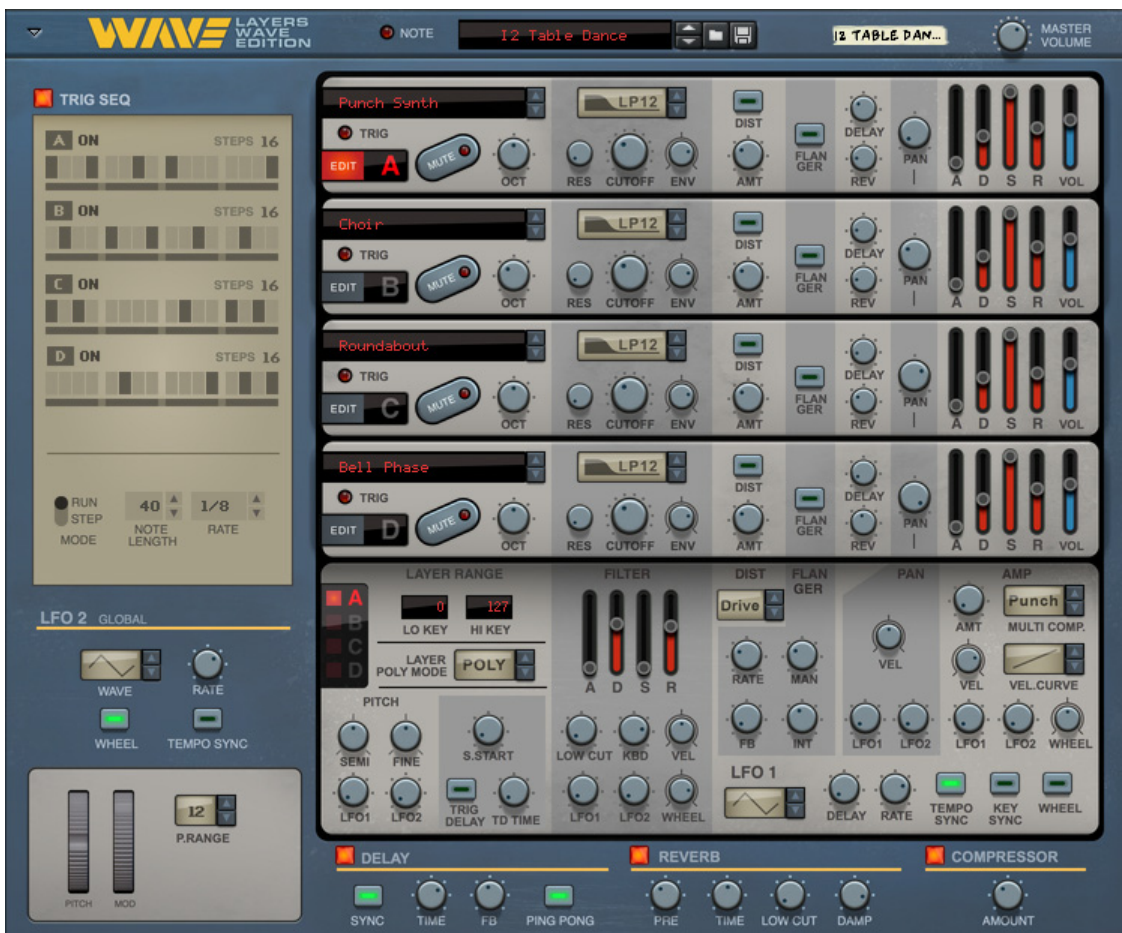 WAVE LAYERS WAVE EDITION
NOTE
I2 Table Dance
I2 TABLE DAN...
MASTER VOLUME
TRIG SEQ
A ON STEPS 16
B ON STEPS 16
C ON STEPS 16
D ON STEPS 16
RUN
STEP
MODE
40
NOTE LENGTH
1/8
RATE
LFO 2 GLOBAL
WAVE
RATE
WHEEL
TEMPO SYNC
12
P.RANGE
PITCH
MOD
Punch Synth
TRIG
EDIT A
MUTE
OCT
LP12
RES CUTOFF ENV
DIST
AMT
FLAN GER
DELAY
REV
PAN
A D S R VOL
Choir
TRIG
EDIT B
MUTE
OCT
LP12
RES CUTOFF ENV
DIST
AMT
FLAN GER
DELAY
REV
PAN
A D S R VOL
Roundabout
TRIG
EDIT C
MUTE
OCT
LP12
RES CUTOFF ENV
DIST
AMT
FLAN GER
DELAY
REV
PAN
A D S R VOL
Bell Phase
TRIG
EDIT D
MUTE
OCT
LP12
RES CUTOFF ENV
DIST
AMT
FLAN GER
DELAY
REV
PAN
A D S R VOL
A
B
C
D
LAYER RANGE
0 127
LO KEY HI KEY
LAYER POLY MODE
POLY
PITCH
SEMI FINE
LFO1 LFO2
S.START
TRIG DELAY TD TIME
FILTER
A D S R
LOW CUT KBD VEL
LFO1 LFO2 WHEEL
DIST
Drive
FLAN GER
RATE MAN
FB INT
PAN
VEL
LFO1 LFO2
AMP
AMT
Punch
MULTI COMP.
VEL
VEL.CURVE
LFO1 LFO2 WHEEL
LFO 1
DELAY RATE
TEMPO SYNC
KEY SYNC
WHEEL
DELAY
SYNC TIME FB PING PONG
REVERB
PRE TIME LOW CUT DAMP
COMPRESSOR
AMOUNT